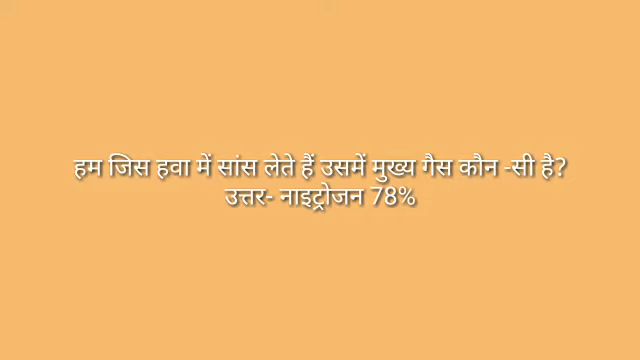 हम जिस हवा में सांस लेते हैं उसमें मुख्य गैस कौन -सी है?
उत्तर- नाइट्रोजन 78%